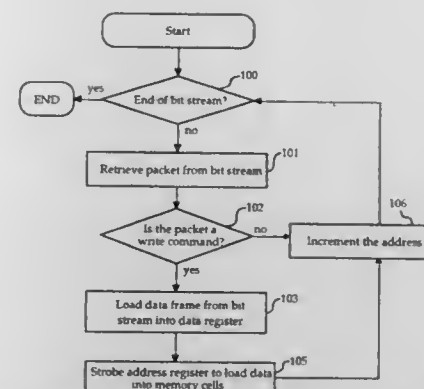 Start
100
End of bit stream?
yes
END
no
101
Retrieve packet from bit stream
102
Is the packet a
write command?
no
106
Increment the address
yes
Load data frame from bit
stream into data register
103
105
Strobe address register to load data
into memory cells